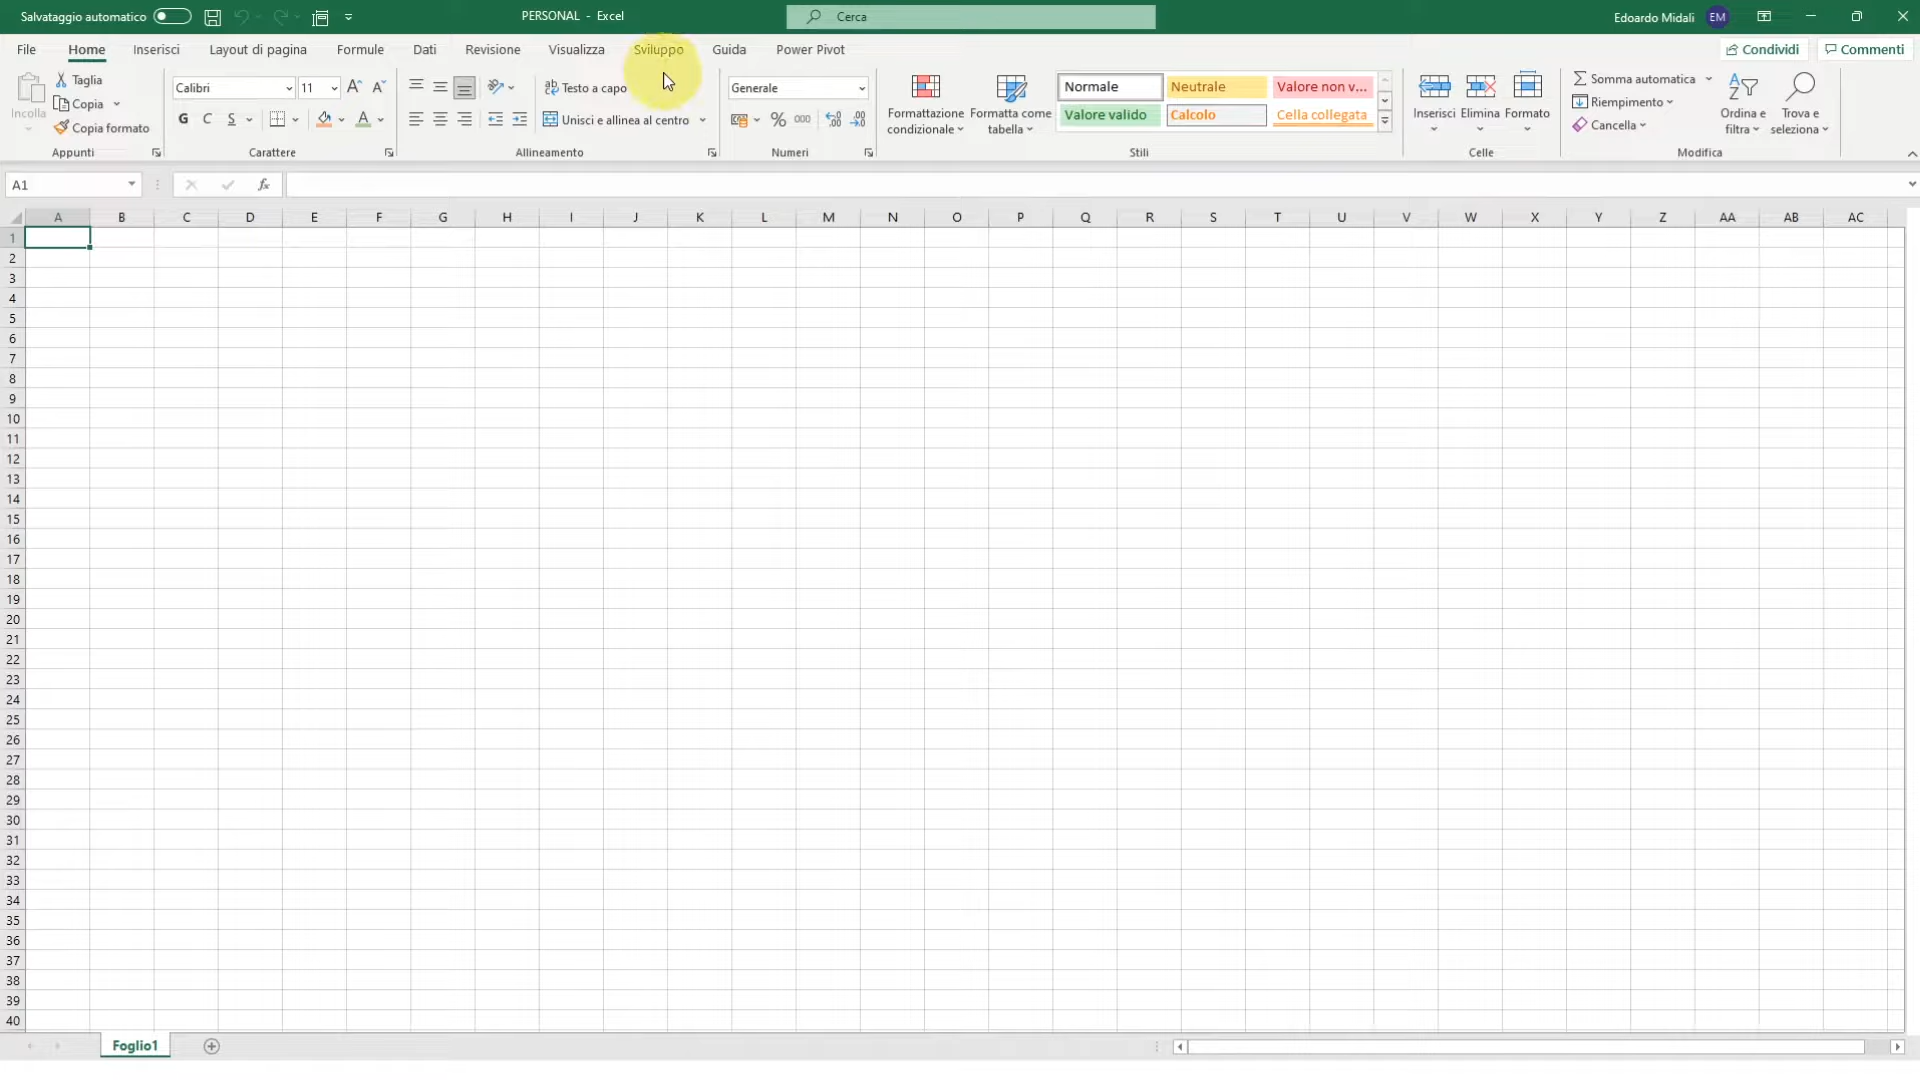 Salvataggio automatico
PERSONAL - Excel
Cerca
Edoardo Midali EM
File Home Inserisci Layout di pagina Formule Dati Revisione Visualizza Sviluppo Guida Power Pivot Condividi Commenti
Incolla
Taglia
Copia
Copia formato
Appunti
Calibri 11
G C S A
Carattere
Testo a capo
Unisci e allinea al centro
Allineamento
Generale
% 000
Numeri
Formattazione condizionale
Formatta come tabella
Normale Neutrale Valore non v...
Valore valido Calcolo Cella collegata
Stili
Inserisci Elimina Formato
Celle
Somma automatica
Riempimento
Cancella
Ordina e filtra
Trova e seleziona
Modifica
A1 fx
A B C D E F G H I J K L M N O P Q R S T U V W X Y Z AA AB AC
1
2
3
4
5
6
7
8
9
10
11
12
13
14
15
16
17
18
19
20
21
22
23
24
25
26
27
28
29
30
31
32
33
34
35
36
37
38
39
40
Foglio1